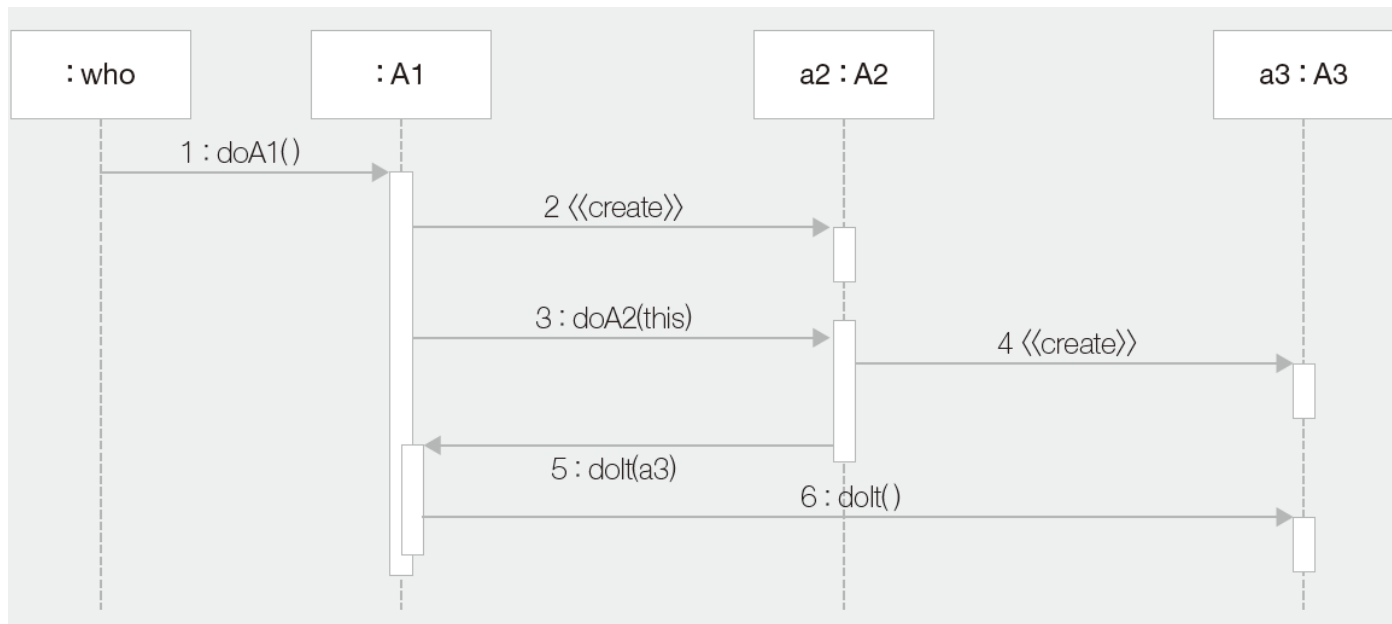 : who
: A1
a2 : A2
a3 : A3
1 : doA1( )
2 《create》
3 : doA2(this)
4 《create》
5 : doIt(a3)
6 : doIt( )